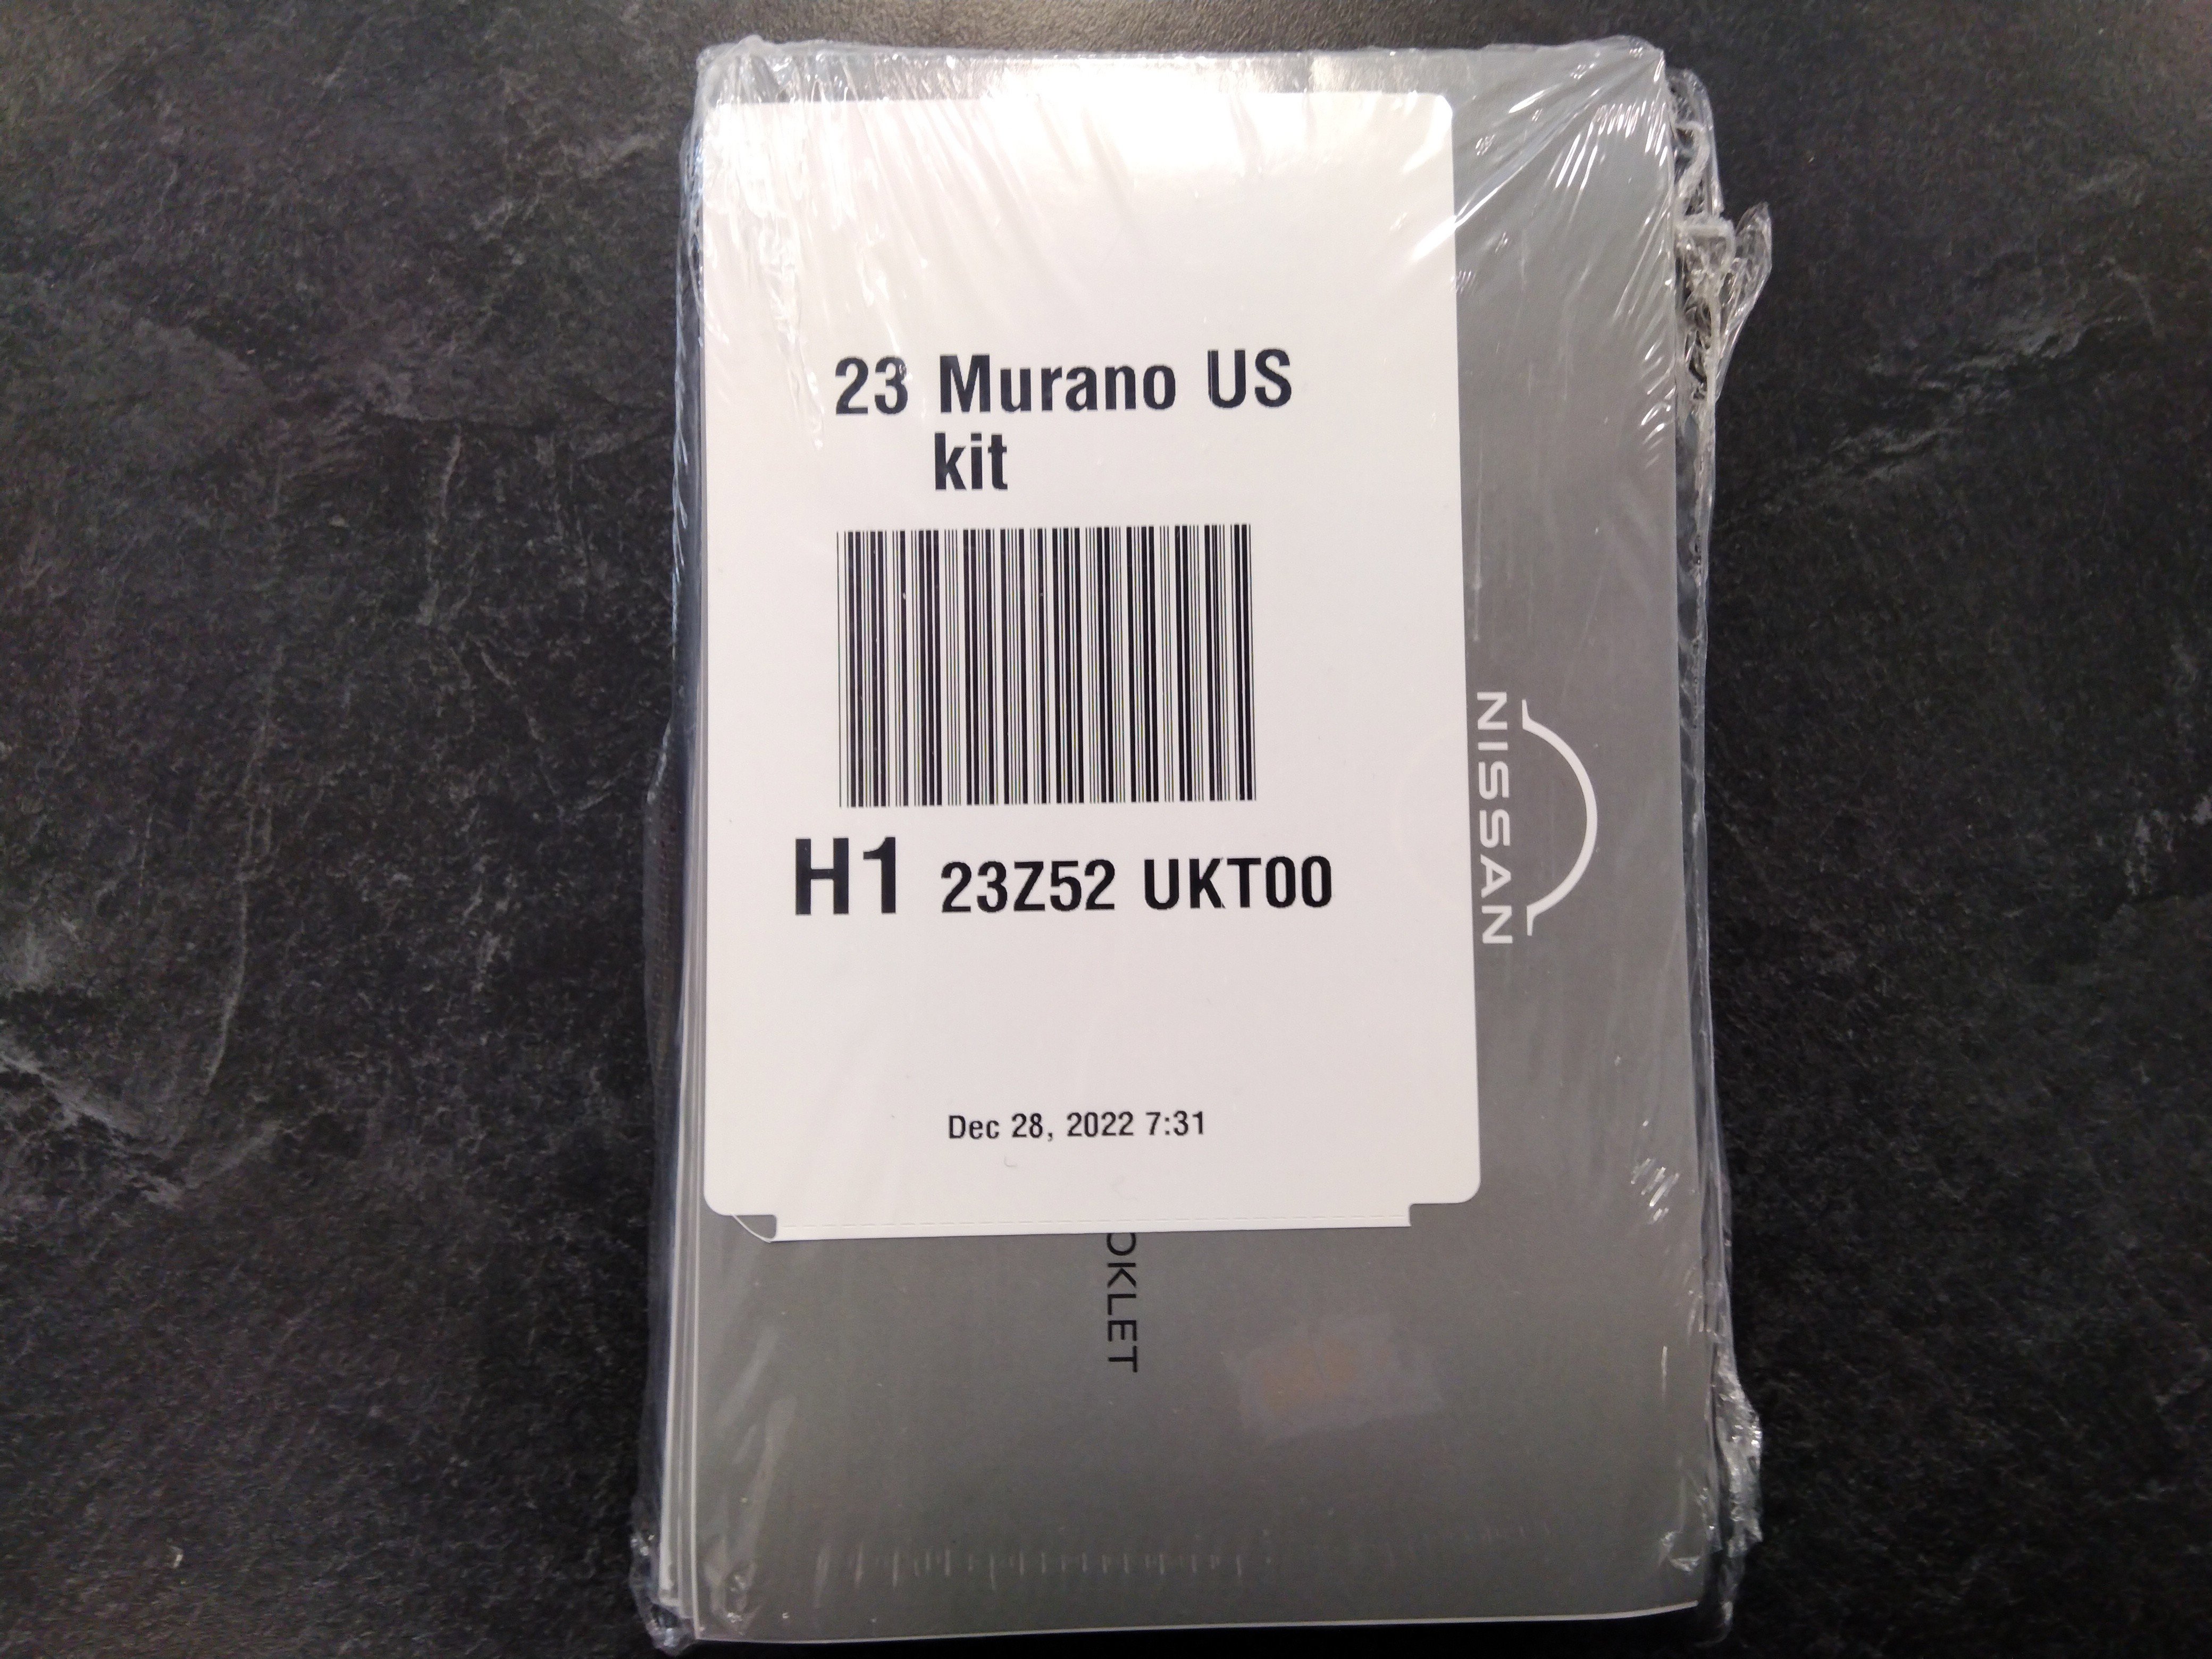 23 Murano US
kit
H1 23Z52 UKT00
NISSAN
Dec 28, 2022 7:31
OKLET